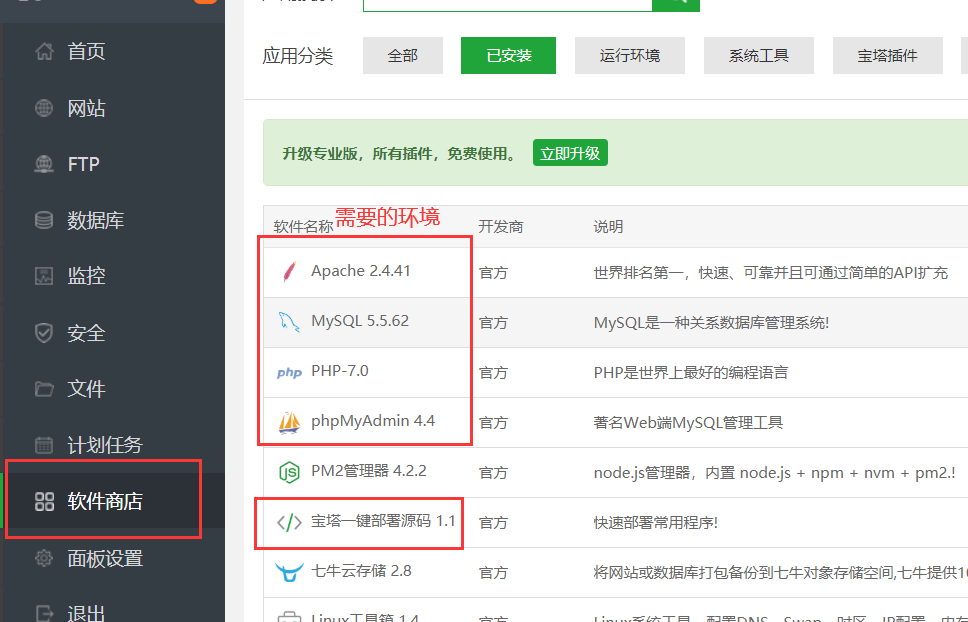 首页
网站
FTP
数据库
监控
安全
文件
计划任务
软件商店
面板设置
退出
应用分类 全部 已安装 运行环境 系统工具 宝塔插件
升级专业版，所有插件，免费使用。 立即升级
需要的环境
软件名称 开发商 说明
Apache 2.4.41 官方 世界排名第一，快速、可靠并且可通过简单的API扩充
MySQL 5.5.62 官方 MySQL是一种关系数据库管理系统!
php PHP-7.0 官方 PHP是世界上最好的编程语言
phpMyAdmin 4.4 官方 著名Web端MySQL管理工具
PM2管理器 4.2.2 官方 node.js管理器，内置 node.js + npm + nvm + pm2.!
宝塔一键部署源码 1.1 官方 快速部署常用程序!
七牛云存储 2.8 官方 将网站或数据库打包备份到七牛对象存储空间,七牛提供10
Linux工具箱 1.4 官方 Linux系统工具，配置DNS、Swap、时区、IP配置、内存